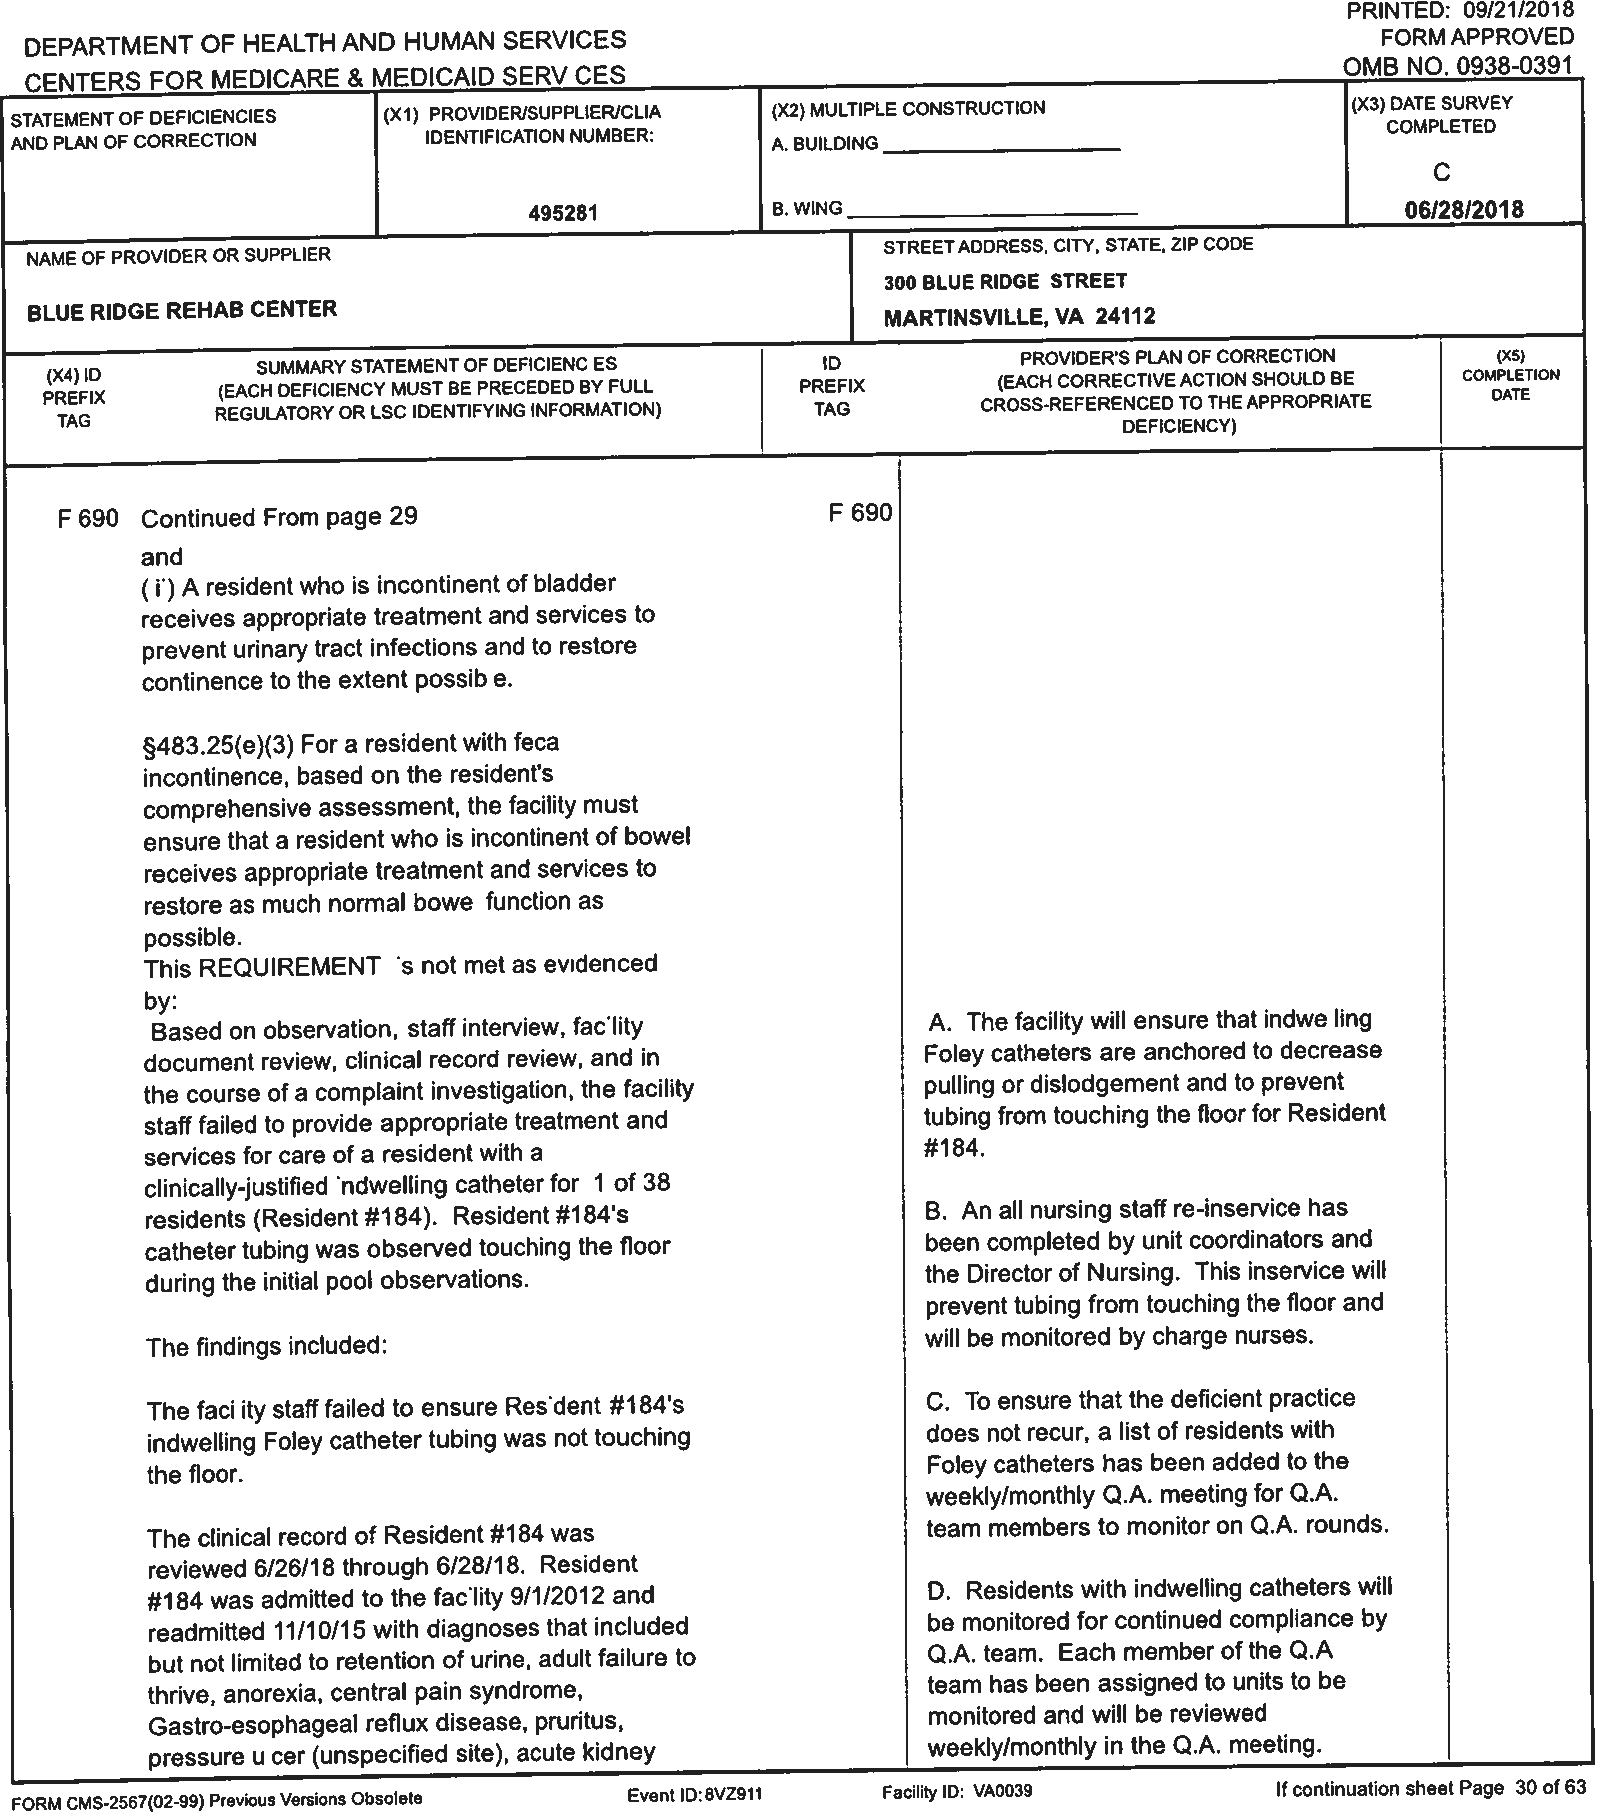 PRINTED: 09/21/2018
FORM APPROVED
OMB NO. 0938-0391
DEPARTMENT OF HEALTH AND HUMAN SERVICES
CENTERS FOR MEDICARE & MEDICAID SERV CES
STATEMENT OF DEFICIENCIES
AND PLAN OF CORRECTION
(X1) PROVIDER/SUPPLIER/CLIA
IDENTIFICATION NUMBER:
495281
(X2) MULTIPLE CONSTRUCTION
A. BUILDING
B. WING
(X3) DATE SURVEY
COMPLETED
C
06/28/2018
NAME OF PROVIDER OR SUPPLIER
BLUE RIDGE REHAB CENTER
STREET ADDRESS, CITY, STATE, ZIP CODE
300 BLUE RIDGE STREET
MARTINSVILLE, VA 24112
(X4) ID
PREFIX
TAG
SUMMARY STATEMENT OF DEFICIENC ES
(EACH DEFICIENCY MUST BE PRECEDED BY FULL
REGULATORY OR LSC IDENTIFYING INFORMATION)
ID
PREFIX
TAG
PROVIDER'S PLAN OF CORRECTION
(EACH CORRECTIVE ACTION SHOULD BE
CROSS-REFERENCED TO THE APPROPRIATE
DEFICIENCY)
(X5)
COMPLETION
DATE
F 690 Continued From page 29
and
( i ) A resident who is incontinent of bladder
receives appropriate treatment and services to
prevent urinary tract infections and to restore
continence to the extent possib e.
§483.25(e)(3) For a resident with feca
incontinence, based on the resident's
comprehensive assessment, the facility must
ensure that a resident who is incontinent of bowel
receives appropriate treatment and services to
restore as much normal bowe function as
possible.
This REQUIREMENT 's not met as evidenced
by:
Based on observation, staff interview, fac'lity
document review, clinical record review, and in
the course of a complaint investigation, the facility
staff failed to provide appropriate treatment and
services for care of a resident with a
clinically-justified 'ndwelling catheter for 1 of 38
residents (Resident #184). Resident #184's
catheter tubing was observed touching the floor
during the initial pool observations.
The findings included:
The faci ity staff failed to ensure Res'dent #184's
indwelling Foley catheter tubing was not touching
the floor.
The clinical record of Resident #184 was
reviewed 6/26/18 through 6/28/18. Resident
#184 was admitted to the fac'lity 9/1/2012 and
readmitted 11/10/15 with diagnoses that included
but not limited to retention of urine, adult failure to
thrive, anorexia, central pain syndrome,
Gastro-esophageal reflux disease, pruritus,
pressure u cer (unspecified site), acute kidney
F 690
A. The facility will ensure that indwe ling
Foley catheters are anchored to decrease
pulling or dislodgement and to prevent
tubing from touching the floor for Resident
#184.
B. An all nursing staff re-inservice has
been completed by unit coordinators and
the Director of Nursing. This inservice will
prevent tubing from touching the floor and
will be monitored by charge nurses.
C. To ensure that the deficient practice
does not recur, a list of residents with
Foley catheters has been added to the
weekly/monthly Q.A. meeting for Q.A.
team members to monitor on Q.A. rounds.
D. Residents with indwelling catheters will
be monitored for continued compliance by
Q.A. team. Each member of the Q.A
team has been assigned to units to be
monitored and will be reviewed
weekly/monthly in the Q.A. meeting.
FORM CMS-2567(02-99) Previous Versions Obsolete
Event ID: 8VZ911
Facility ID: VA0039
If continuation sheet Page 30 of 63